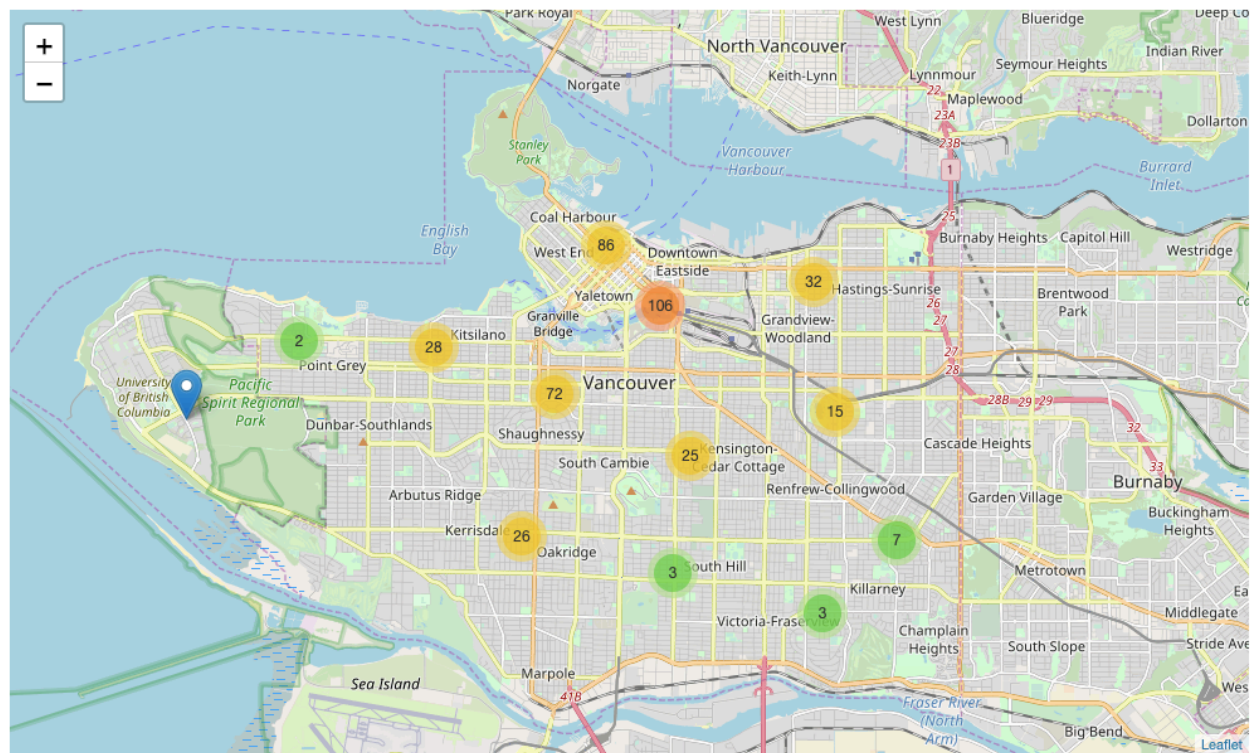 +
−
Park Royal
West Lynn
Blueridge
Deep Co
North Vancouver
Indian River
Keith-Lynn
Lynnmour
Seymour Heights
Norgate
22
Maplewood
23A
Dollarton
23B
Stanley
Park
Vancouver
Harbour
1
Burrard
Inlet
Coal Harbour
25
English
Bay
86
West End
Downtown
Eastside
Burnaby Heights
Capitol Hill
Westridge
32
Hastings-Sunrise
Yaletown
106
26
Brentwood
Park
Granville
Bridge
Grandview-
Woodland
27
Kitsilano
2
28
27
28
Point Grey
University
of British
Columbia
Pacific
Spirit Regional
Park
72
Vancouver
15
28B
29
29
32
Dunbar-Southlands
Shaughnessy
Cascade Heights
25
Kensington-
Cedar Cottage
South Cambie
33
Burnaby
Arbutus Ridge
Renfrew-Collingwood
Garden Village
Buckingham
Heights
Kerrisdale
26
Oakridge
7
3
South Hill
Metrotown
Killarney
3
Victoria-Fraserview
Middlegate
Champlain
Heights
South Slope
Stride Ave
Marpole
Sea Island
41B
Fraser River
(North
Arm)
Big Bend
Leaflet